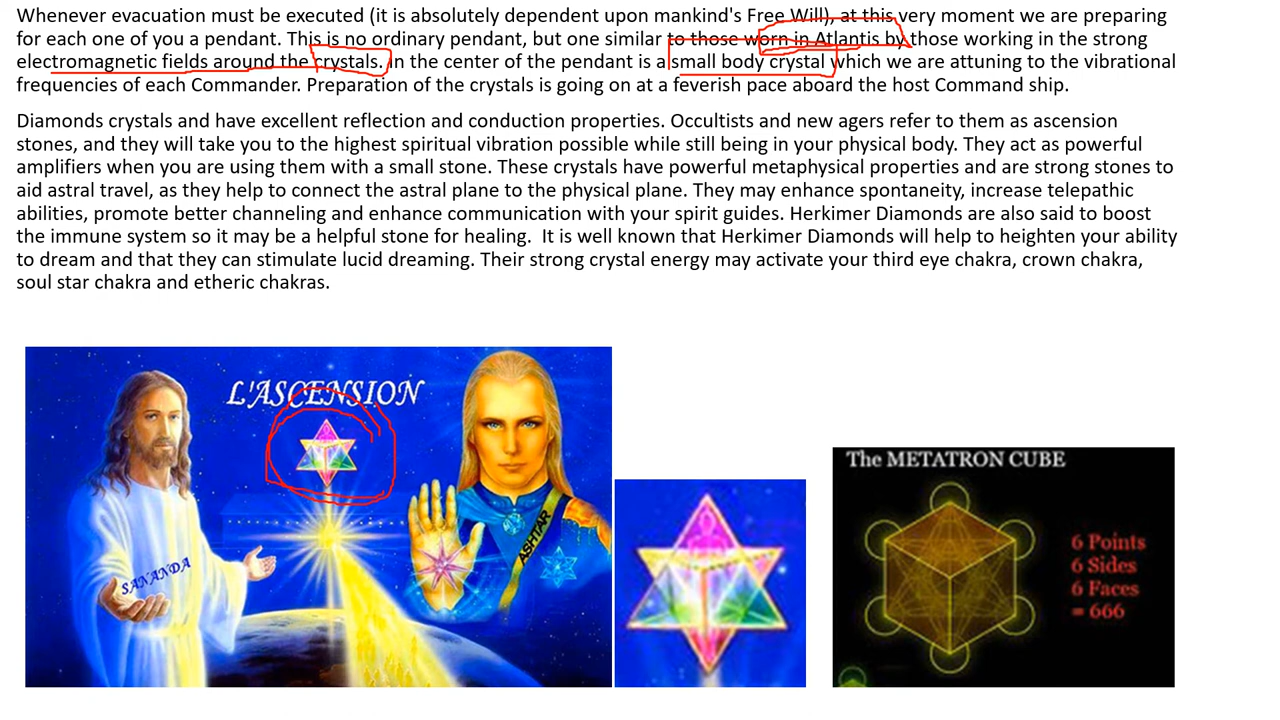 Whenever evacuation must be executed (it is absolutely dependent upon mankind's Free Will), at this very moment we are preparing
for each one of you a pendant. This is no ordinary pendant, but one similar to those worn in Atlantis by those working in the strong
electromagnetic fields around the crystals. In the center of the pendant is a small body crystal which we are attuning to the vibrational
frequencies of each Commander. Preparation of the crystals is going on at a feverish pace aboard the host Command ship.
Diamonds crystals and have excellent reflection and conduction properties. Occultists and new agers refer to them as ascension
stones, and they will take you to the highest spiritual vibration possible while still being in your physical body. They act as powerful
amplifiers when you are using them with a small stone. These crystals have powerful metaphysical properties and are strong stones to
aid astral travel, as they help to connect the astral plane to the physical plane. They may enhance spontaneity, increase telepathic
abilities, promote better channeling and enhance communication with your spirit guides. Herkimer Diamonds are also said to boost
the immune system so it may be a helpful stone for healing.  It is well known that Herkimer Diamonds will help to heighten your ability
to dream and that they can stimulate lucid dreaming. Their strong crystal energy may activate your third eye chakra, crown chakra,
soul star chakra and etheric chakras.
L'ASCENSION
SANANDA
ASHTAR
The METATRON CUBE
6 Points
6 Sides
6 Faces
= 666